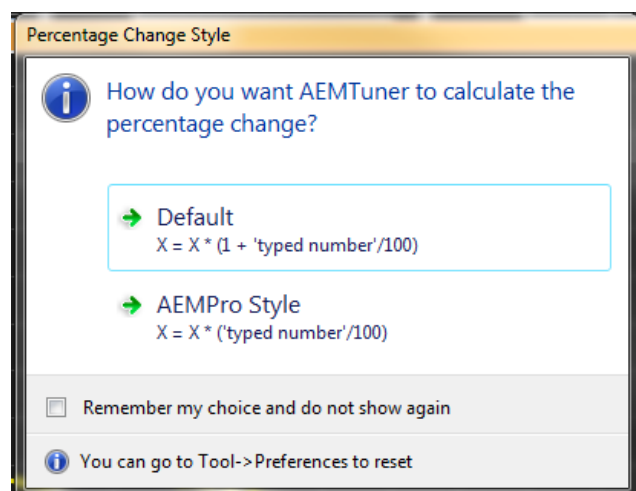 Percentage Change Style
How do you want AEMTuner to calculate the
percentage change?
Default
X = X * (1 + 'typed number'/100)
AEMPro Style
X = X * ('typed number'/100)
Remember my choice and do not show again
You can go to Tool->Preferences to reset